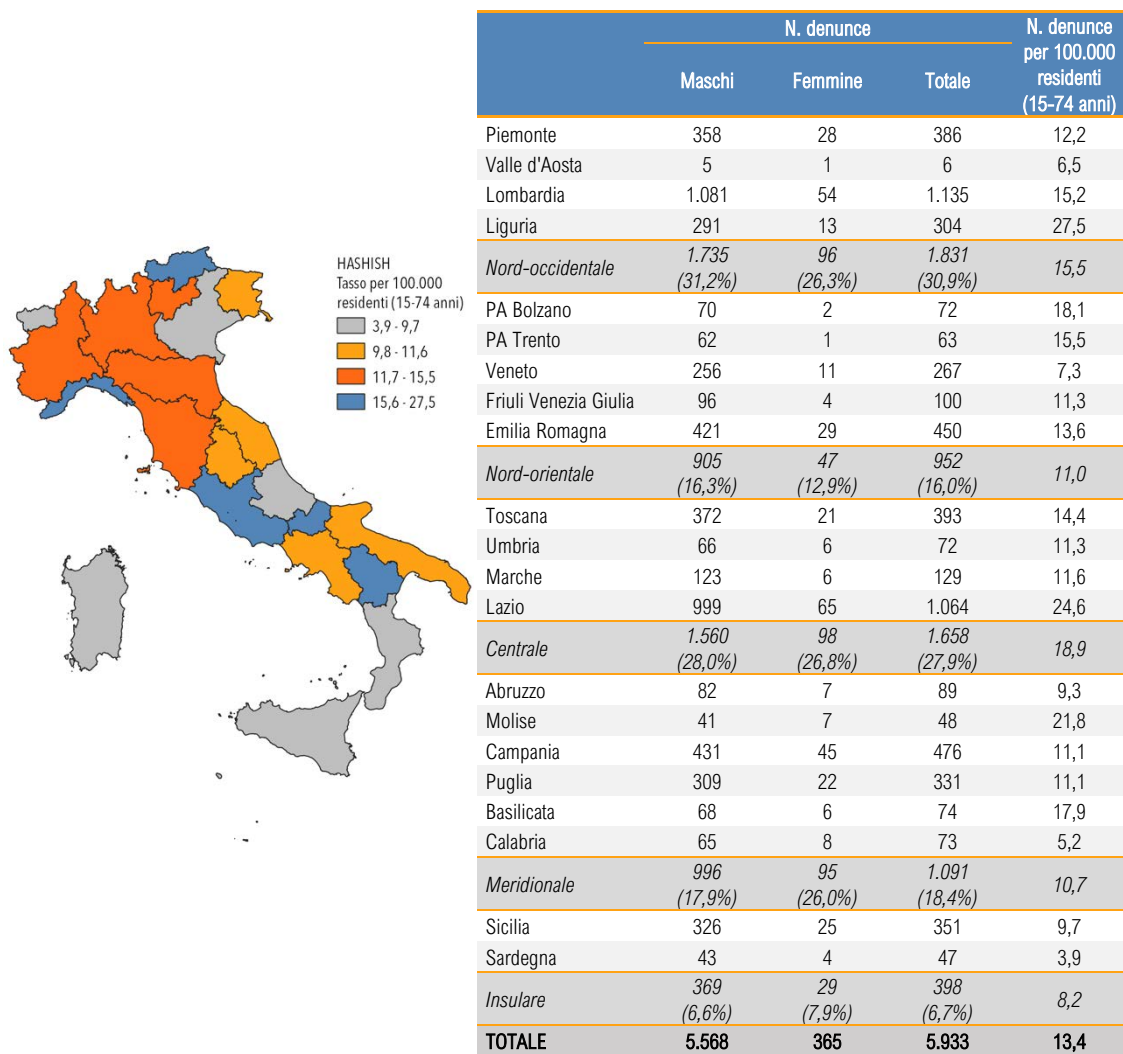 HASHISH
Tasso per 100.000
residenti (15-74 anni)
3,9 - 9,7
9,8 - 11,6
11,7 - 15,5
15,6 - 27,5
N. denunce N. denunce
per 100.000
residenti
(15-74 anni)
Maschi Femmine Totale
Piemonte 358 28 386 12,2
Valle d'Aosta 5 1 6 6,5
Lombardia 1.081 54 1.135 15,2
Liguria 291 13 304 27,5
Nord-occidentale 1.735 96 1.831 15,5
(31,2%) (26,3%) (30,9%)
PA Bolzano 70 2 72 18,1
PA Trento 62 1 63 15,5
Veneto 256 11 267 7,3
Friuli Venezia Giulia 96 4 100 11,3
Emilia Romagna 421 29 450 13,6
Nord-orientale 905 47 952 11,0
(16,3%) (12,9%) (16,0%)
Toscana 372 21 393 14,4
Umbria 66 6 72 11,3
Marche 123 6 129 11,6
Lazio 999 65 1.064 24,6
Centrale 1.560 98 1.658 18,9
(28,0%) (26,8%) (27,9%)
Abruzzo 82 7 89 9,3
Molise 41 7 48 21,8
Campania 431 45 476 11,1
Puglia 309 22 331 11,1
Basilicata 68 6 74 17,9
Calabria 65 8 73 5,2
Meridionale 996 95 1.091 10,7
(17,9%) (26,0%) (18,4%)
Sicilia 326 25 351 9,7
Sardegna 43 4 47 3,9
Insulare 369 29 398 8,2
(6,6%) (7,9%) (6,7%)
TOTALE 5.568 365 5.933 13,4